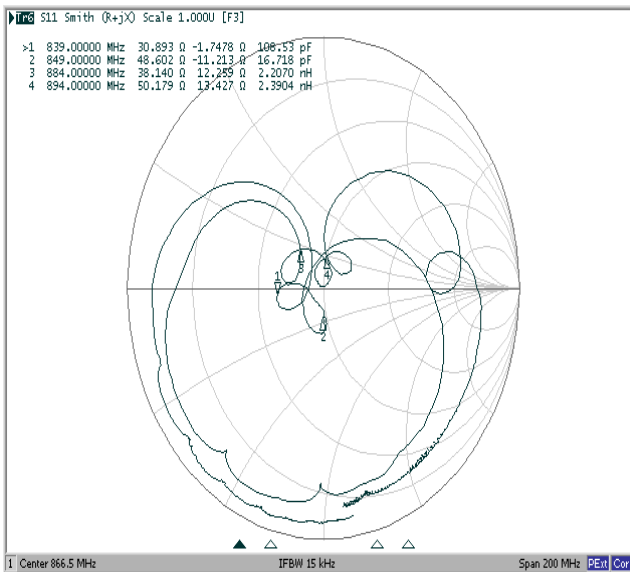 Tr6 S11 Smith (R+jX) Scale 1.000U [F3]
>1 839.00000 MHz 30.893 Ω -1.7478 Ω 108.53 pF
2 849.00000 MHz 48.602 Ω -11.213 Ω 16.718 pF
3 884.00000 MHz 38.140 Ω 12.259 Ω 2.2070 nH
4 894.00000 MHz 50.179 Ω 13.427 Ω 2.3904 nH
3
4
1
2
1 Center 866.5 MHz IFBW 15 kHz Span 200 MHz PExt Cor